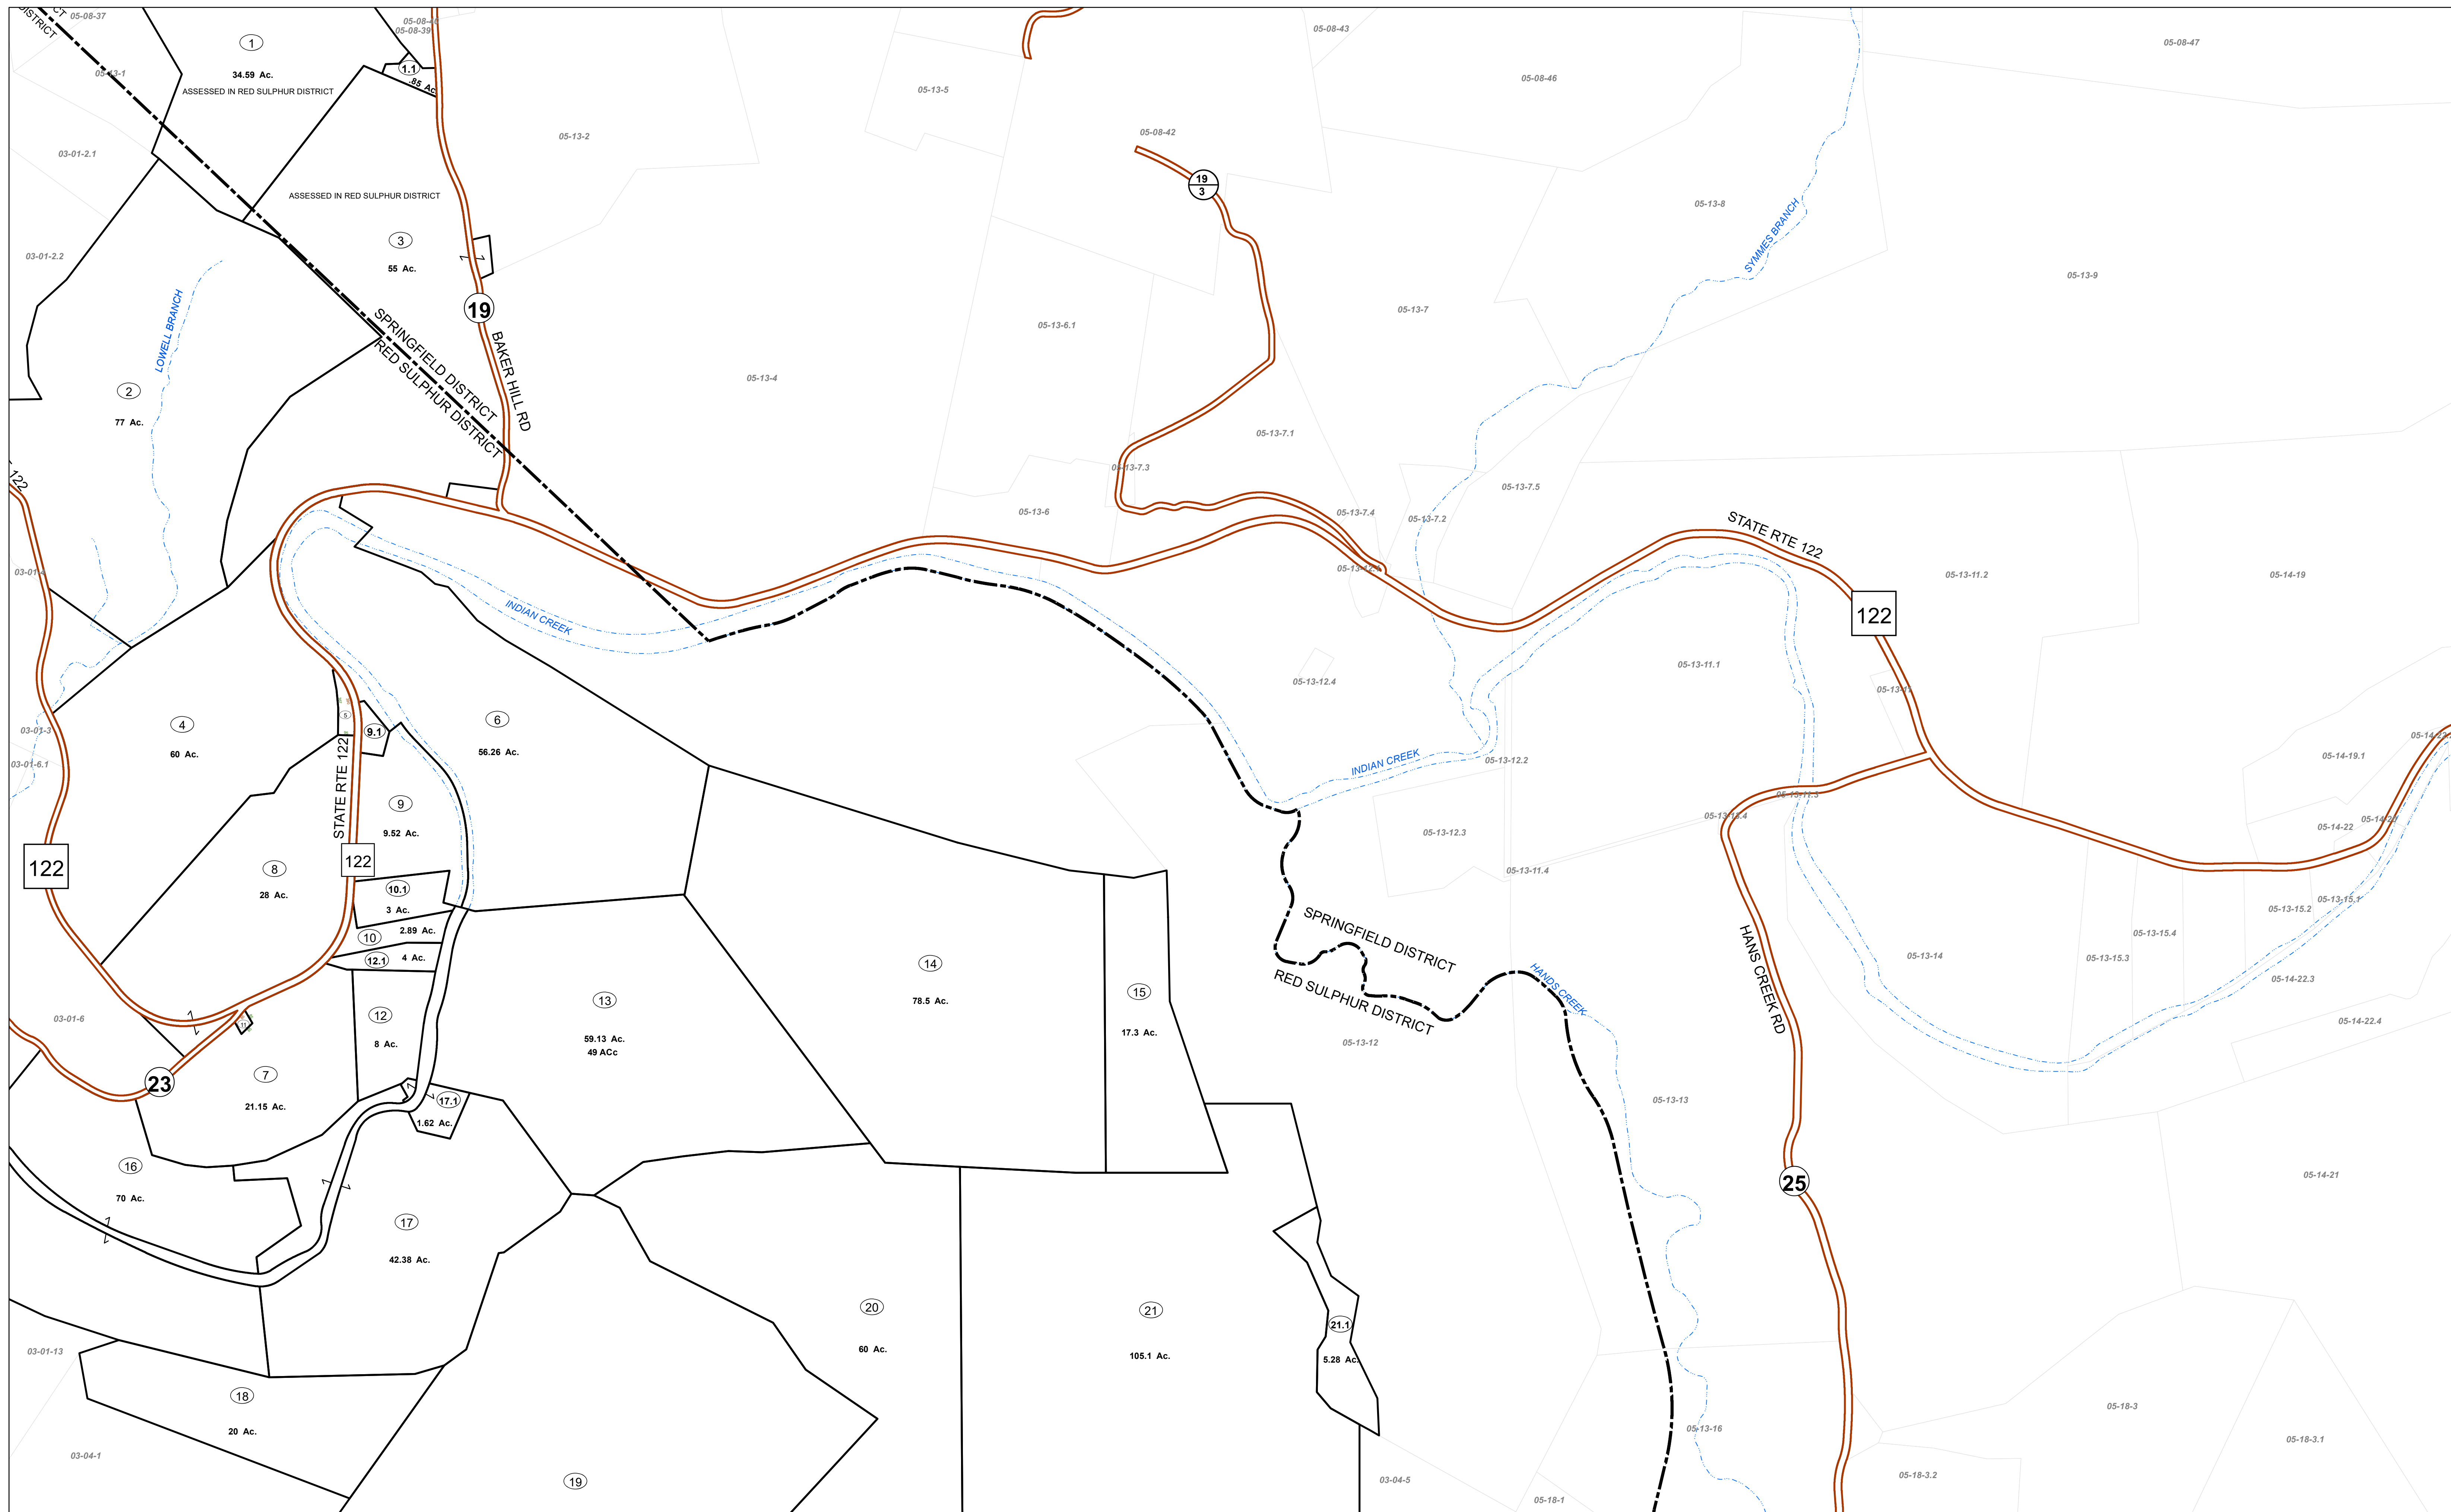 CT
DISTRICT
05-08-37
1
05-08-39
05-08-43
05-08-47
34.59 Ac.
05-13-1
1.1
.85 Ac
ASSESSED IN RED SULPHUR DISTRICT
05-13-5
05-08-46
03-01-2.1
05-13-2
05-08-42
19
3
ASSESSED IN RED SULPHUR DISTRICT
05-13-8
SYMMES BRANCH
03-01-2.2
3
55 Ac.
05-13-9
19
LOWELL BRANCH
SPRINGFIELD DISTRICT
RED SULPHUR DISTRICT
BAKER HILL RD
05-13-6.1
05-13-7
2
77 Ac.
05-13-4
05-13-7.1
122
05-13-7.3
05-13-7.5
05-13-6
05-13-7.4
05-13-7.2
STATE RTE 122
05-13-11.2
05-14-19
INDIAN CREEK
122
05-13-11.1
05-13-12.4
4
60 Ac.
5
9.1
6
56.26 Ac.
03-01-3
03-01-6.1
STATE RTE 122
INDIAN CREEK
05-13-12.2
05-14-19.1
9
9.52 Ac.
05-13-11.3
05-13-12.3
05-14-22
122
122
8
28 Ac.
10.1
3 Ac.
05-13-11.4
10
2.89 Ac.
12.1
4 Ac.
05-13-15.1
05-13-15.2
05-13-15.4
05-13-15.3
05-13-14
05-14-22.3
SPRINGFIELD DISTRICT
RED SULPHUR DISTRICT
HANDS CREEK
HANS CREEK RD
14
78.5 Ac.
15
17.3 Ac.
13
59.13 Ac.
49 ACc
12
8 Ac.
11
03-01-6
05-13-12
05-14-22.4
23
7
21.15 Ac.
17.1
1.62 Ac.
05-13-13
16
70 Ac.
25
05-14-21
17
42.38 Ac.
20
60 Ac.
21
105.1 Ac.
21.1
5.28 Ac.
03-01-13
18
20 Ac.
05-18-3
05-13-16
05-18-3.1
03-04-1
19
03-04-5
05-18-3.2
05-18-1